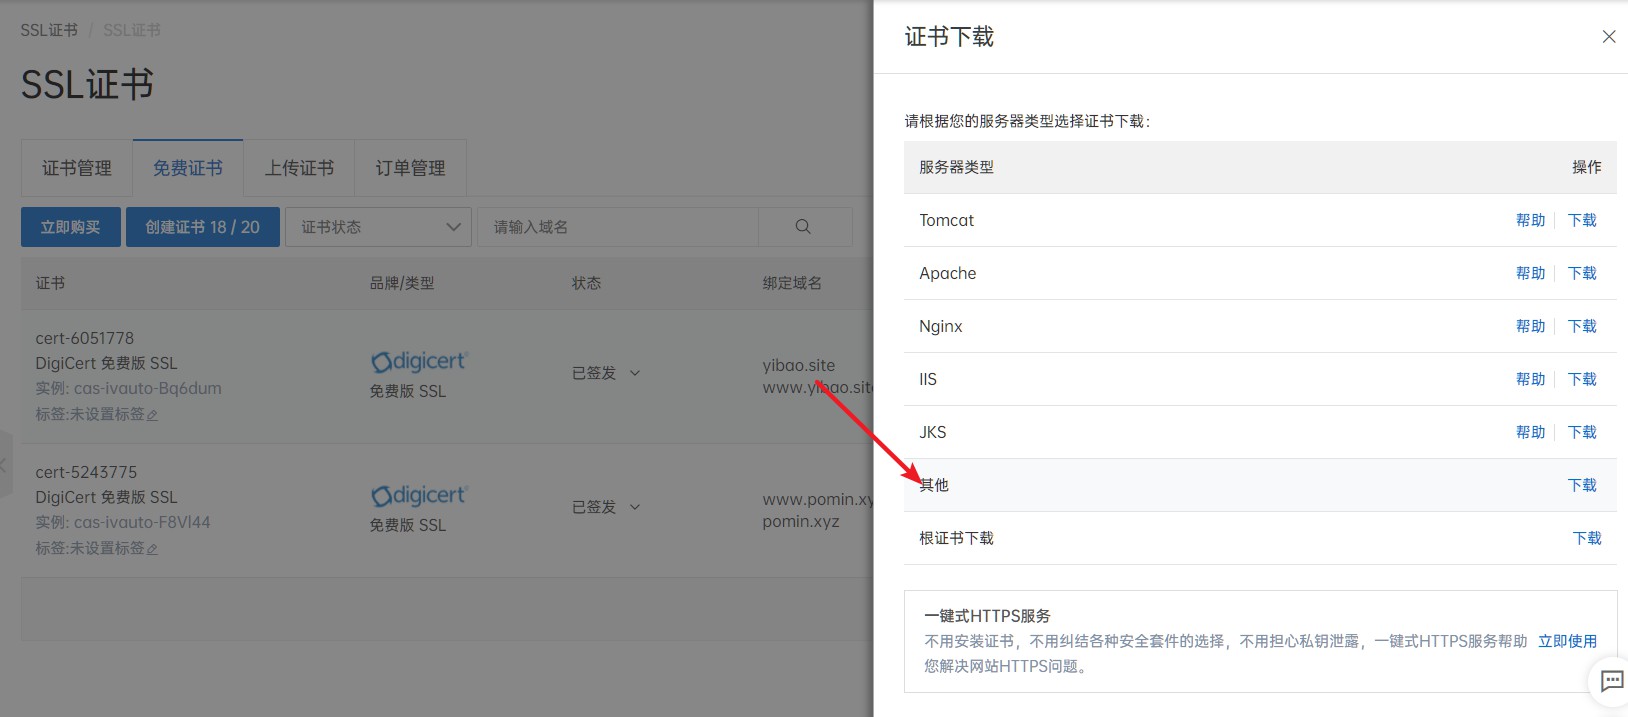 SSL证书 / SSL证书
SSL证书
证书管理 免费证书 上传证书 订单管理
立即购买 创建证书 18 / 20 证书状态 请输入域名
证书 品牌/类型 状态 绑定域名
cert-6051778
DigiCert 免费版 SSL
实例: cas-ivauto-Bq6dum
标签:未设置标签
digicert
免费版 SSL
已签发
yibao.site
www.yibao.site
cert-5243775
DigiCert 免费版 SSL
实例: cas-ivauto-F8Vl44
标签:未设置标签
digicert
免费版 SSL
已签发
www.pomin.xy
pomin.xyz
证书下载
请根据您的服务器类型选择证书下载：
服务器类型 操作
Tomcat 帮助 下载
Apache 帮助 下载
Nginx 帮助 下载
IIS 帮助 下载
JKS 帮助 下载
其他 下载
根证书下载 下载
一键式HTTPS服务
不用安装证书，不用纠结各种安全套件的选择，不用担心私钥泄露，一键式HTTPS服务帮助 立即使用
您解决网站HTTPS问题。